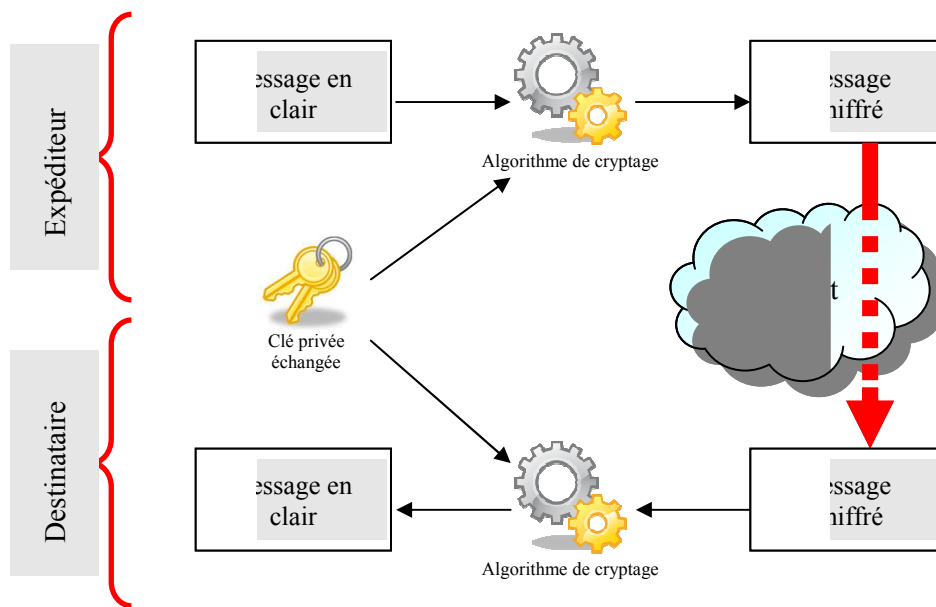 Expéditeur
essage en
clair
Algorithme de cryptage
essage
hiffré
Clé privée
échangée
t
Destinataire
essage en
clair
Algorithme de cryptage
essage
hiffré